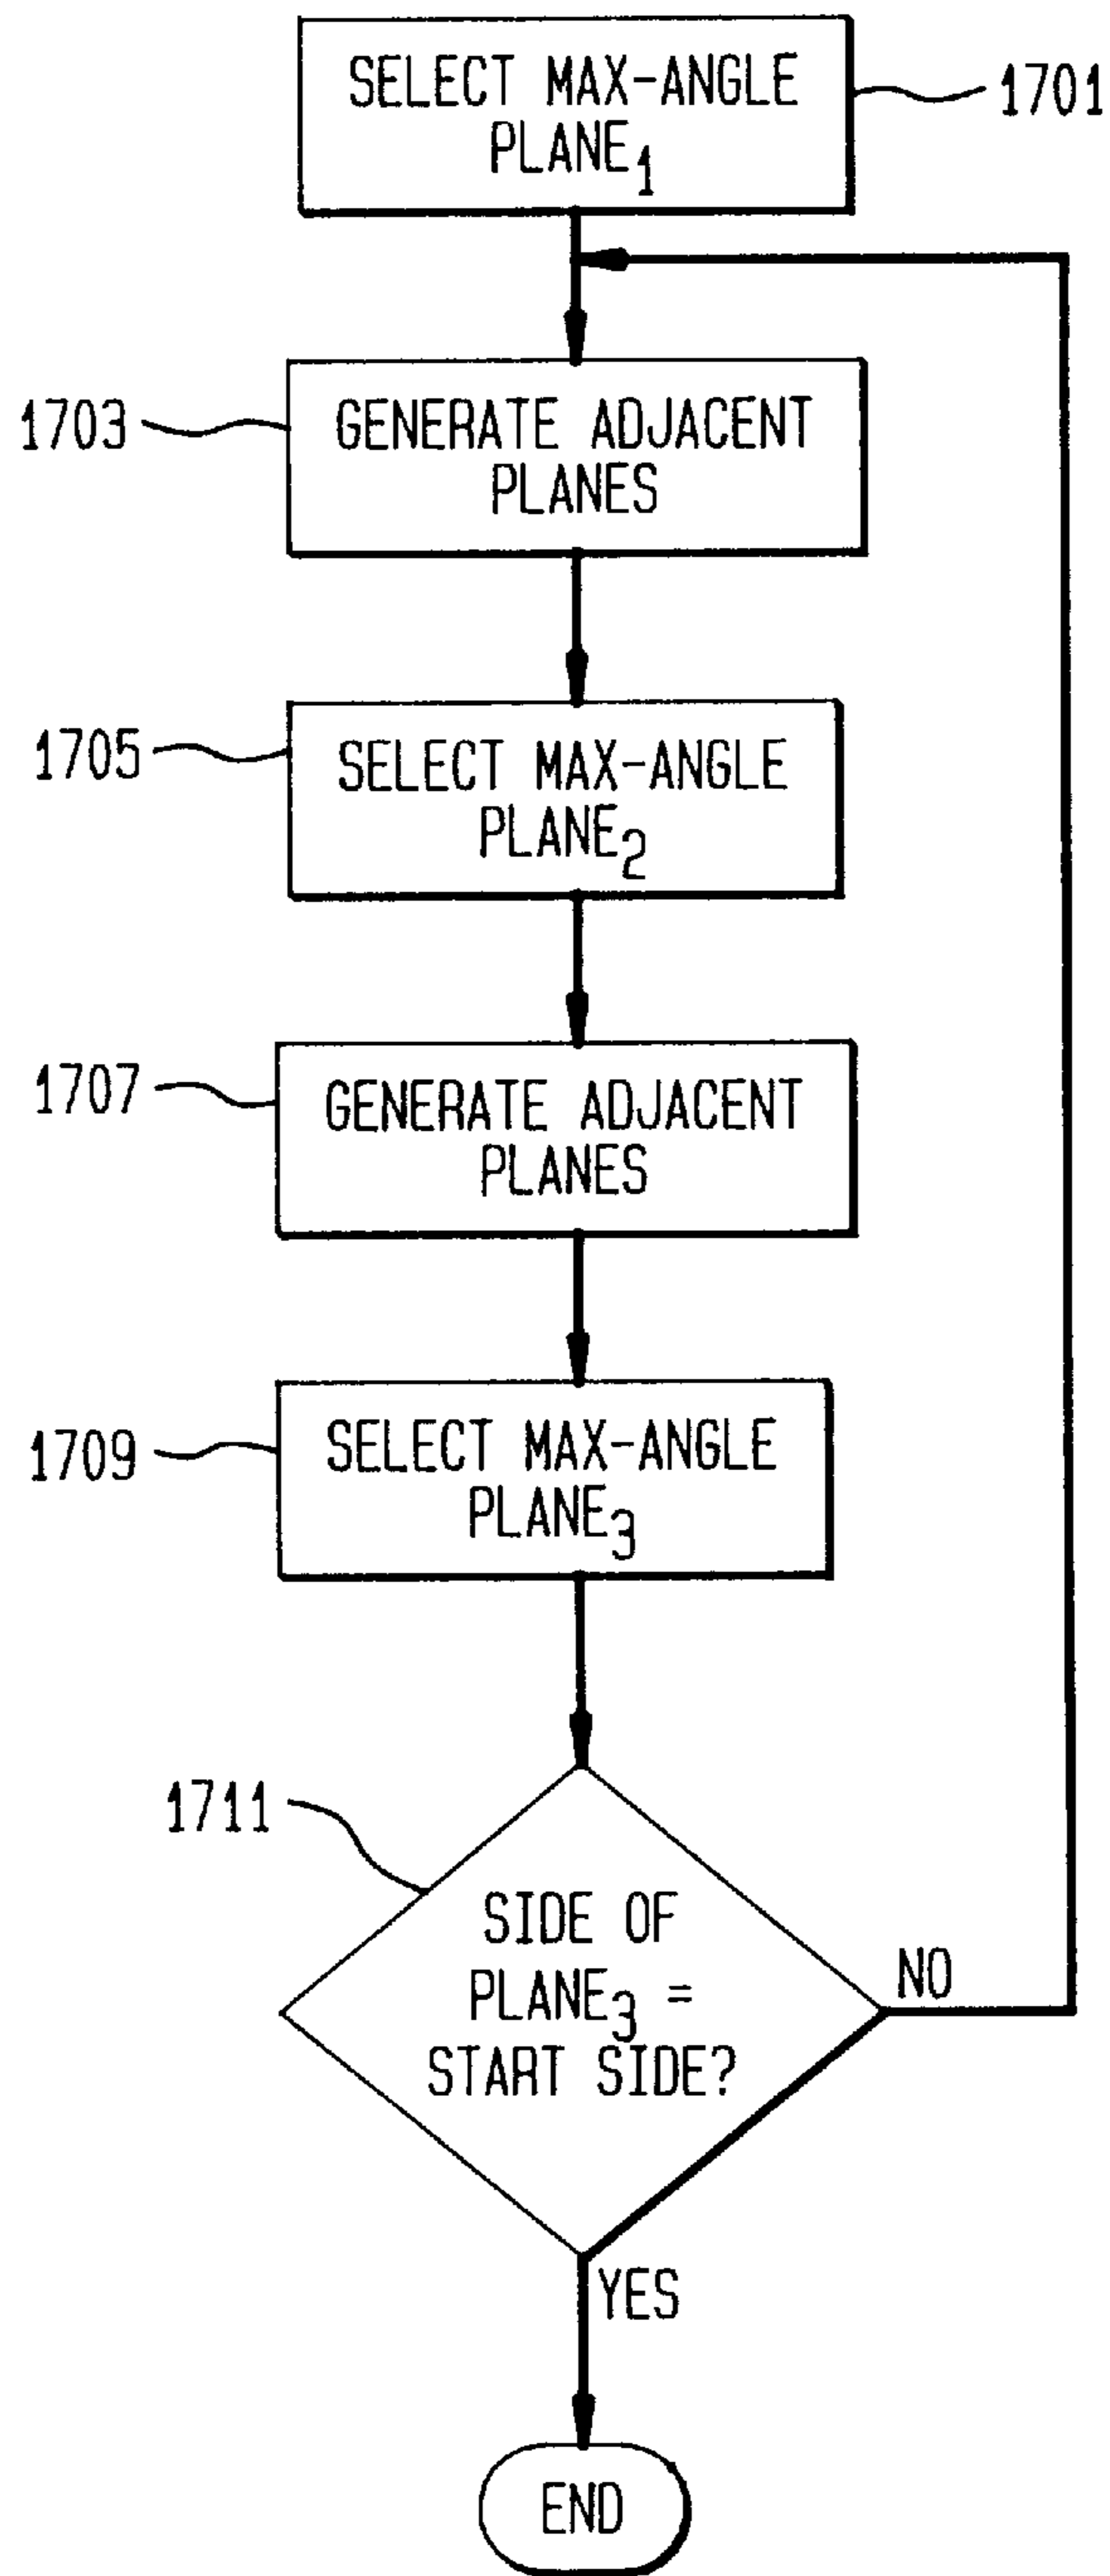 SELECT MAX-ANGLE
PLANE1
1701
1703
GENERATE ADJACENT
PLANES
1705
SELECT MAX-ANGLE
PLANE2
1707
GENERATE ADJACENT
PLANES
1709
SELECT MAX-ANGLE
PLANE3
1711
SIDE OF
PLANE3 =
START SIDE?
NO
YES
END